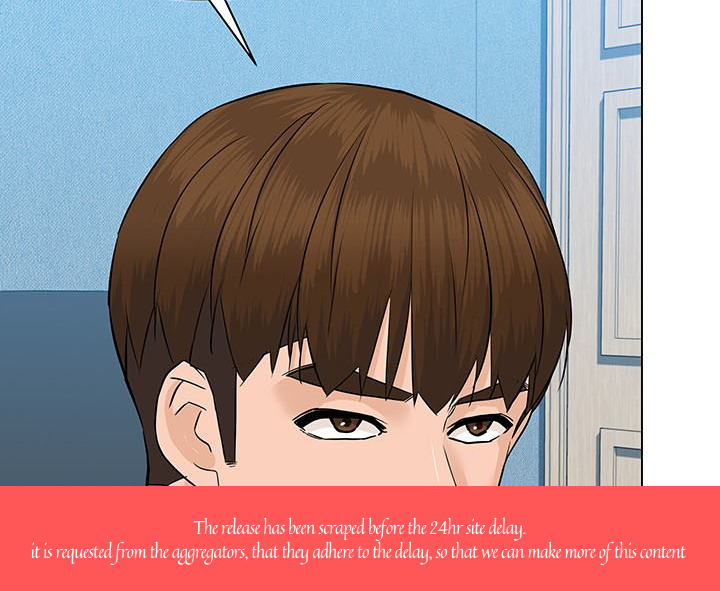 The release has been scraped before the 24hr site delay.
it is requested from the aggregators, that they adhere to the delay, so that we can make more of this content